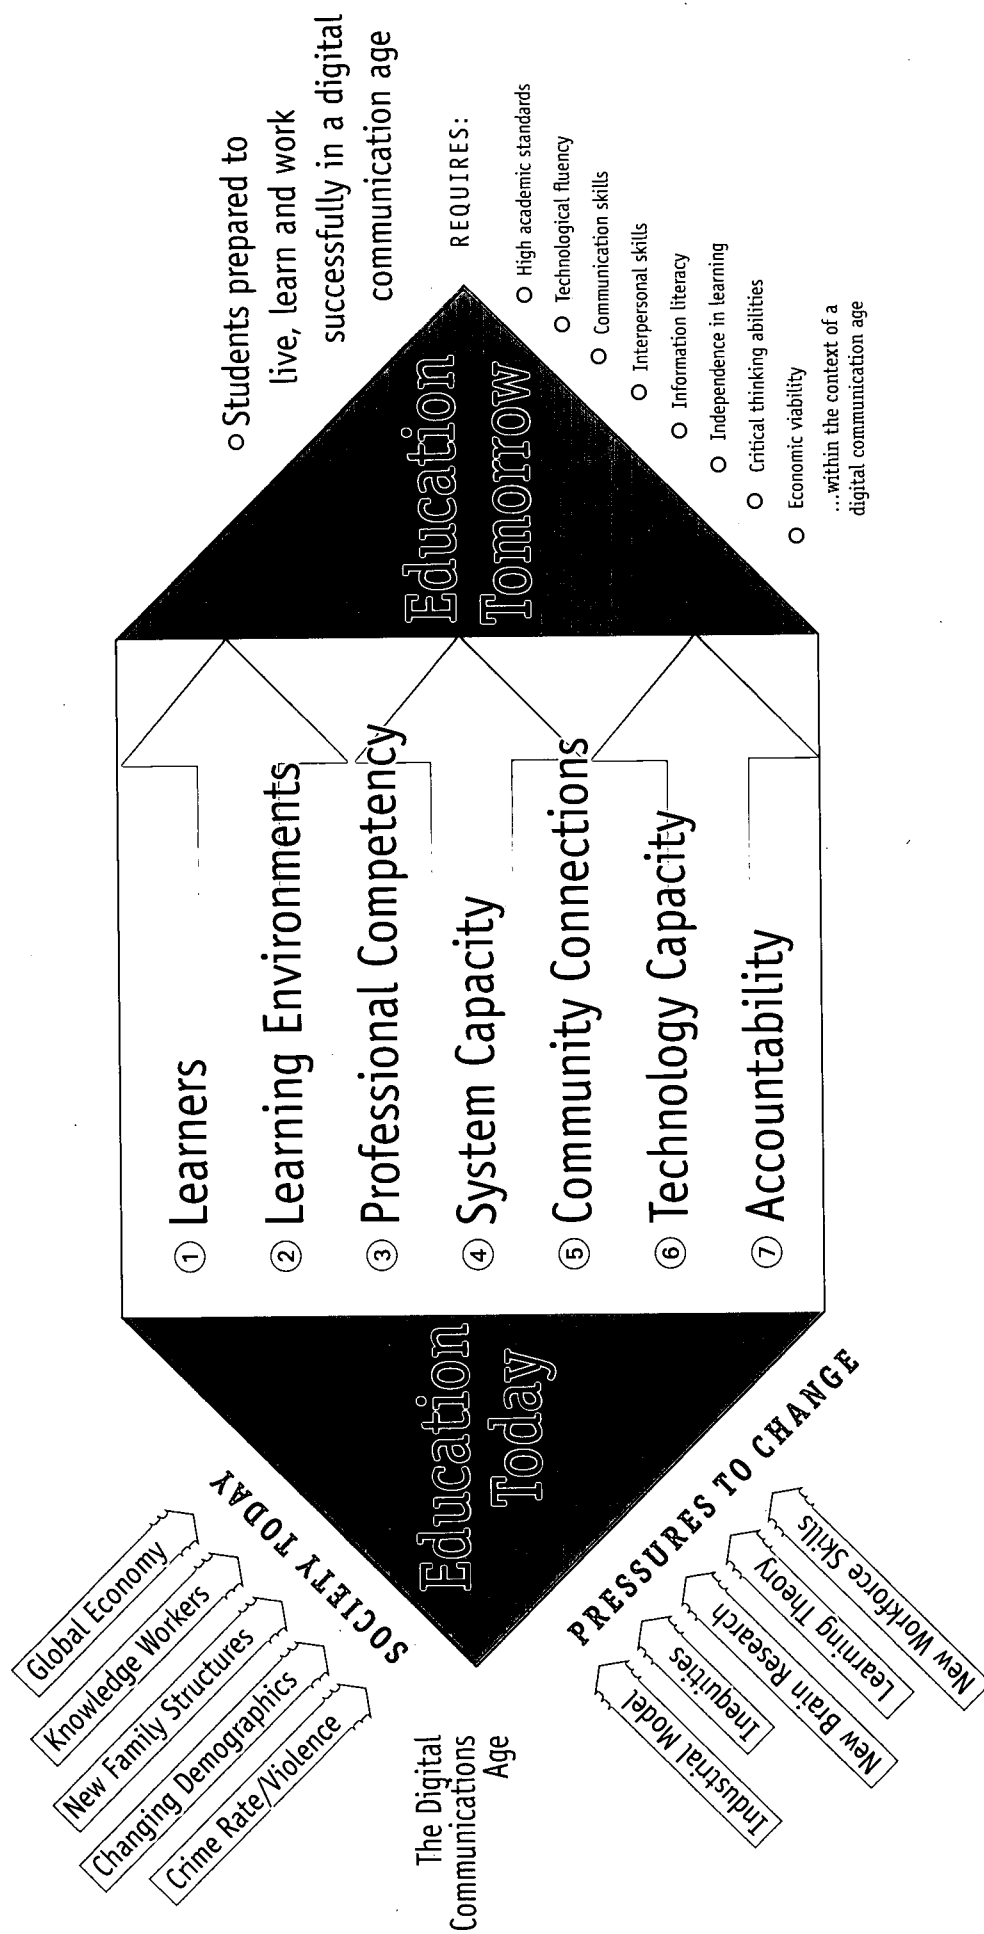 Global Economy
Knowledge Workers
New Family Structures
Changing Demographics
Crime Rate/Violence
SOCIETY TODAY
The Digital
Communications
Age
PRESSURES TO CHANGE
Industrial Model
Inequities
New Brain Research
Learning Theory
New Workforce Skills
Education
Today
1 Learners
2 Learning Environments
3 Professional Competency
4 System Capacity
5 Community Connections
6 Technology Capacity
7 Accountability
Education
Tomorrow
Students prepared to
live, learn and work
successfully in a digital
communication age
REQUIRES:
High academic standards
Technological fluency
Communication skills
Interpersonal skills
Information literacy
Independence in learning
Critical thinking abilities
Economic viability
...within the context of a
digital communication age